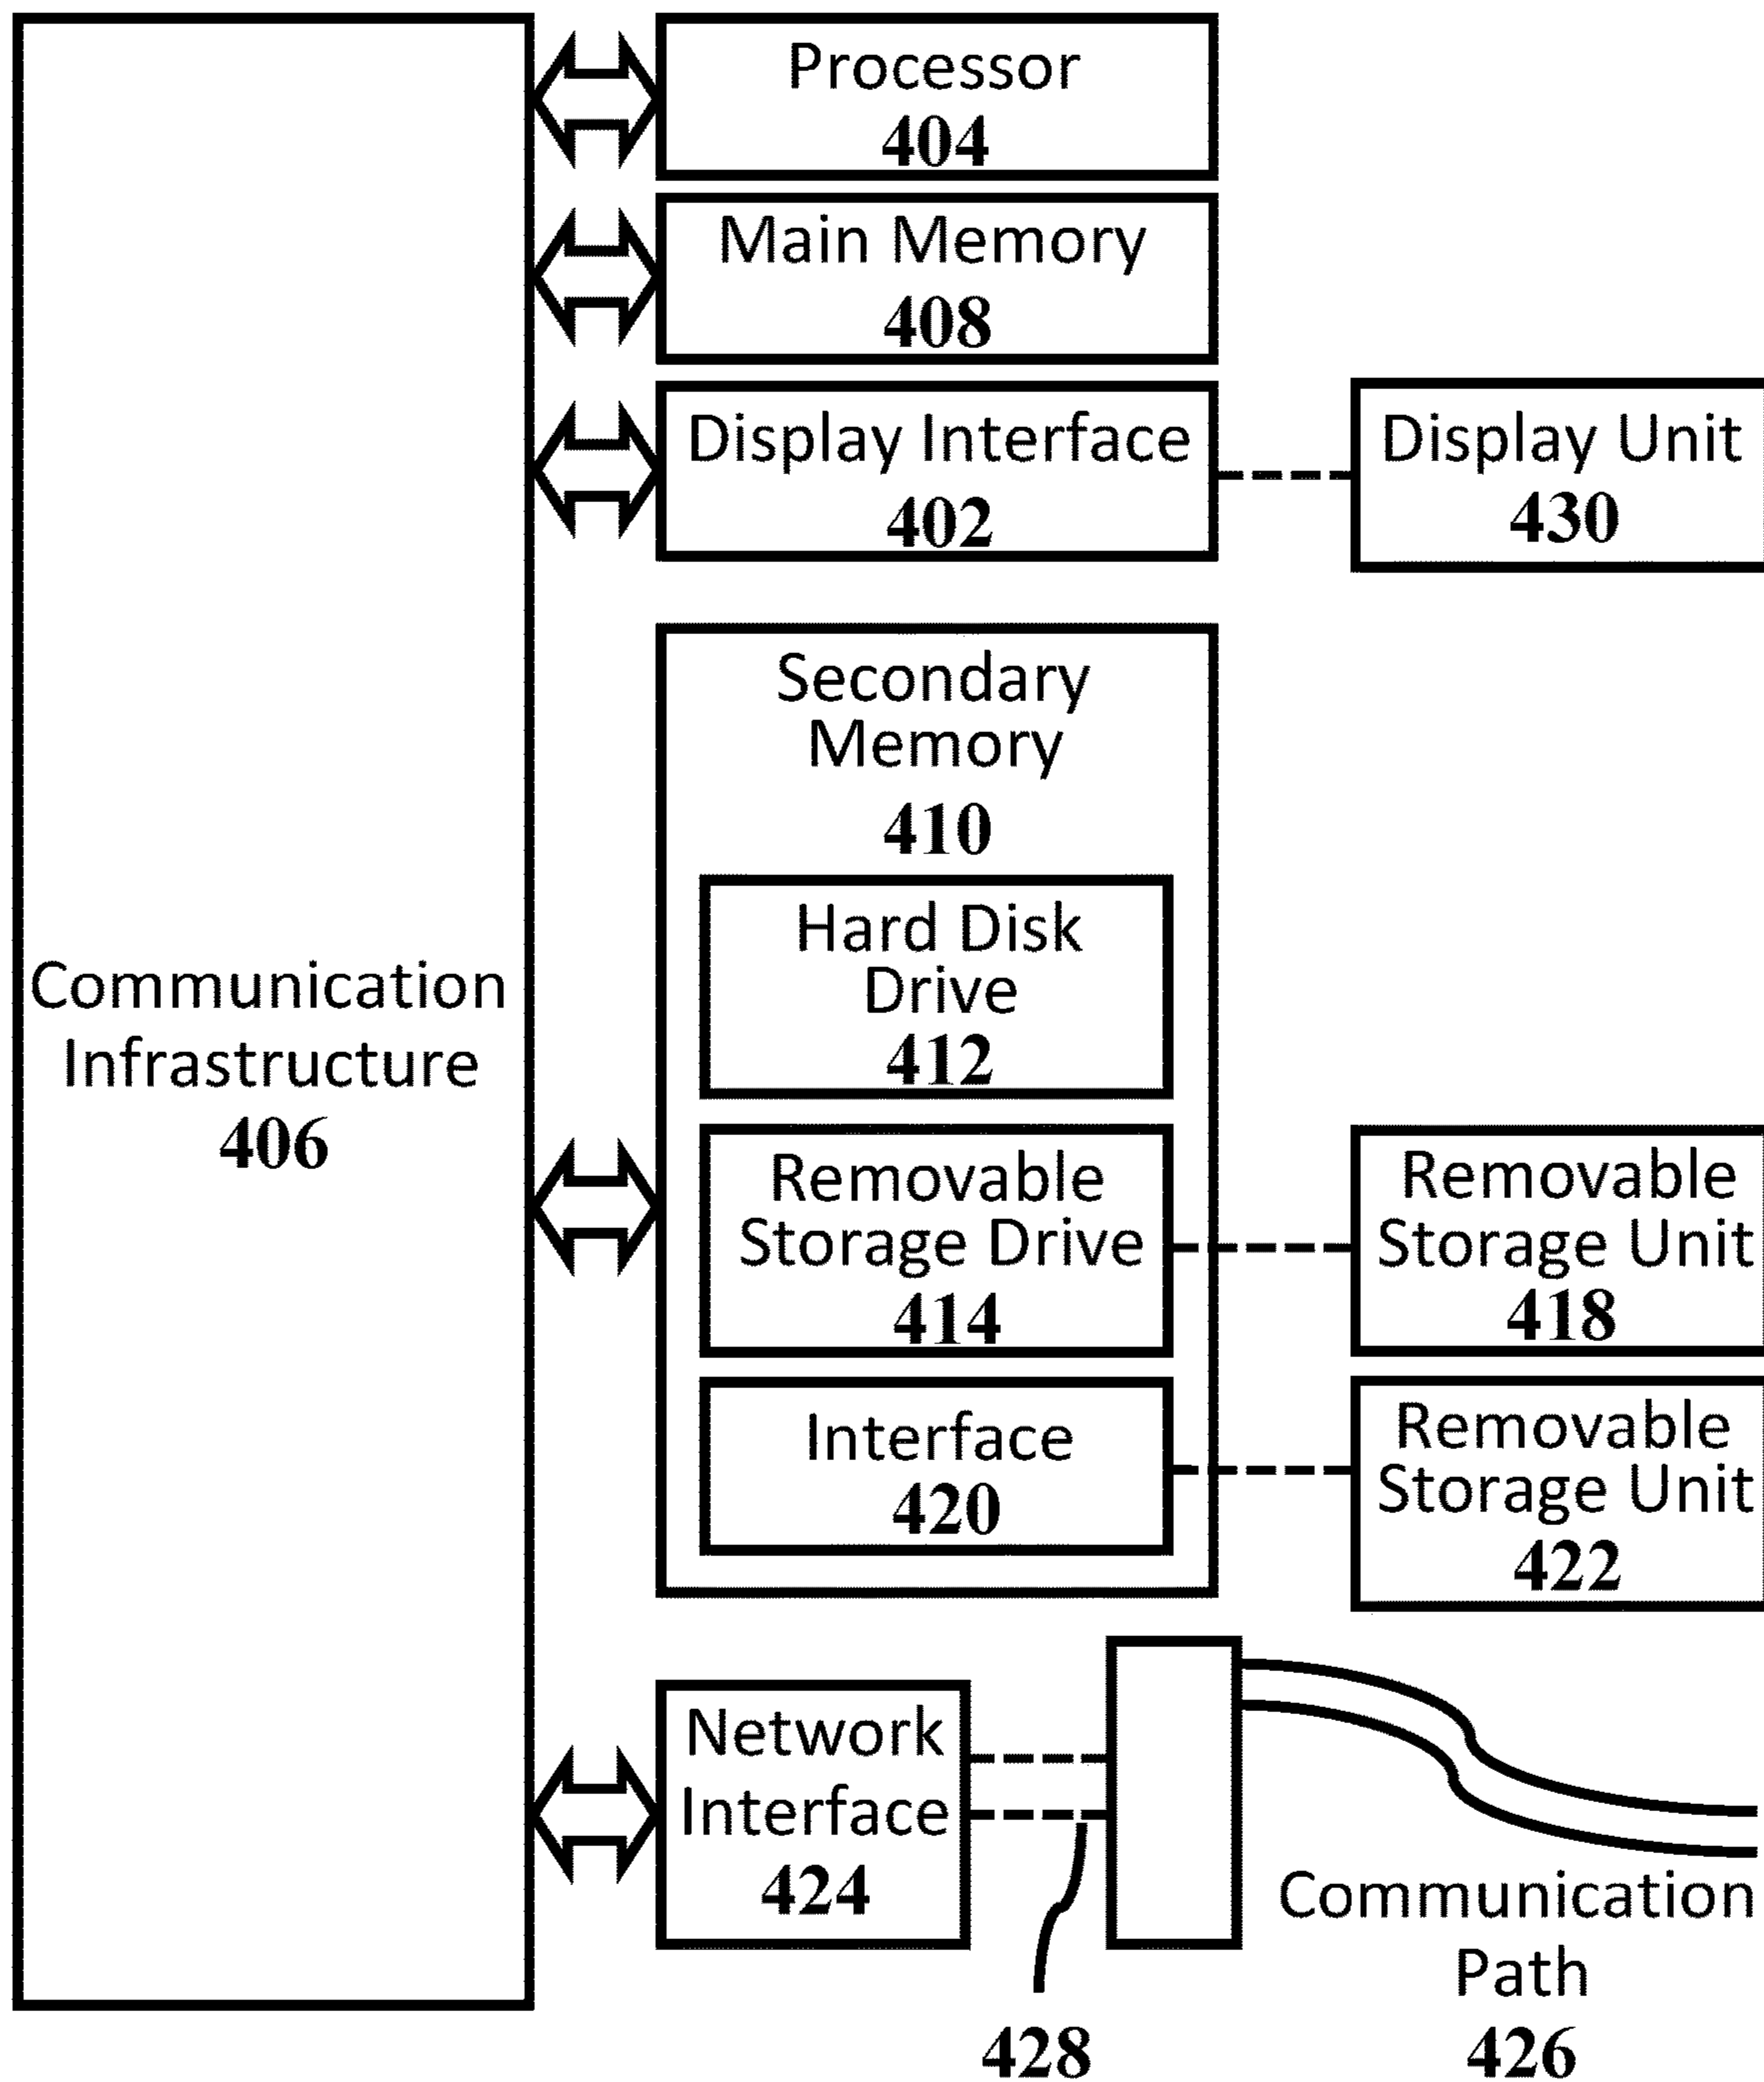 Processor
404
Main Memory
408
Display Interface
402
Display Unit
430
Secondary
Memory
410
Hard Disk
Drive
412
Communication
Infrastructure
406
Removable
Storage Drive
414
Removable
Storage Unit
418
Interface
420
Removable
Storage Unit
422
Network
Interface
424
428
Communication
Path
426